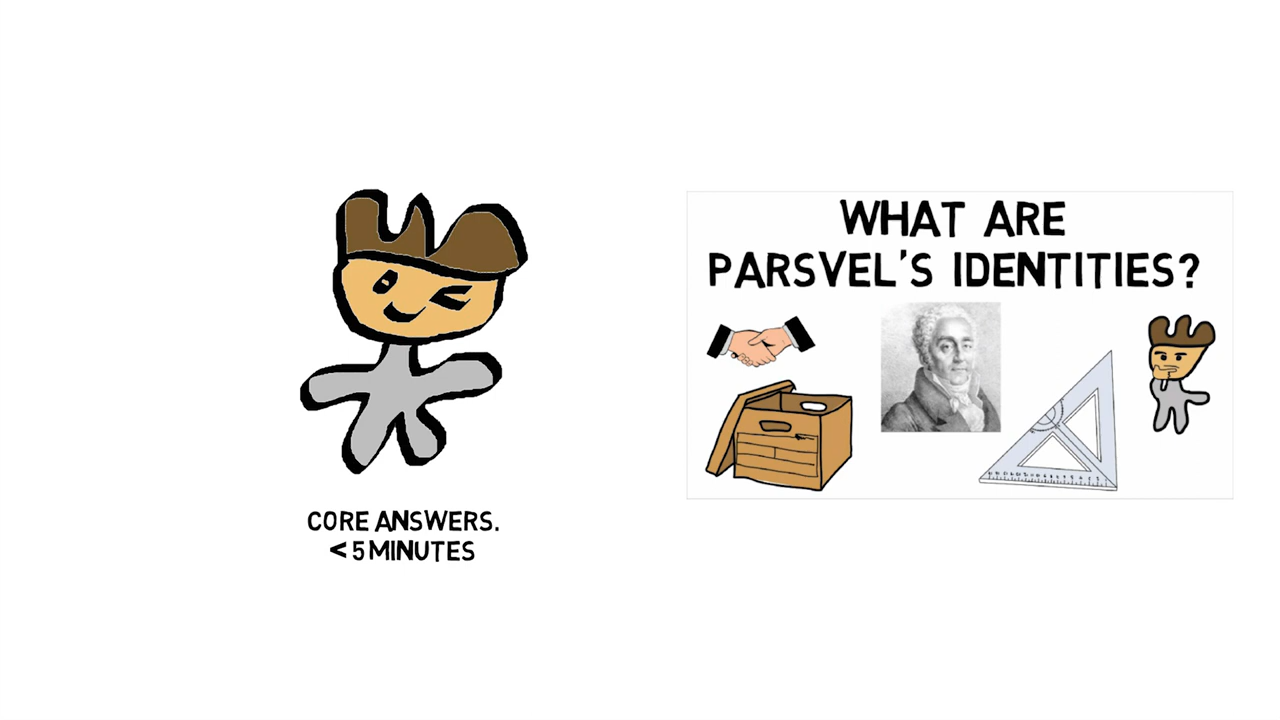 CORE ANSWERS.
< 5 MINUTES
WHAT ARE
PARSVEL'S IDENTITIES?